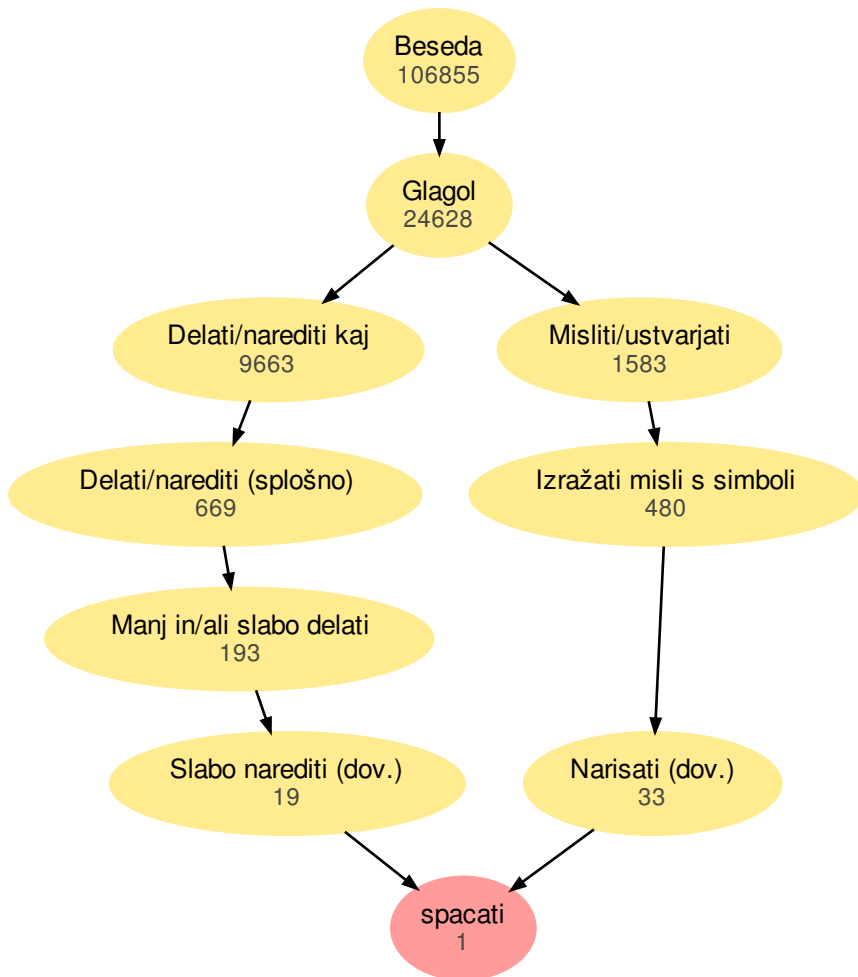 Beseda
106855
Glagol
24628
Delati/narediti kaj
9663
Misliti/ustvarjati
1583
Delati/narediti (splošno)
669
Izražati misli s simboli
480
Manj in/ali slabo delati
193
Slabo narediti (dov.)
19
Narisati (dov.)
33
spacati
1